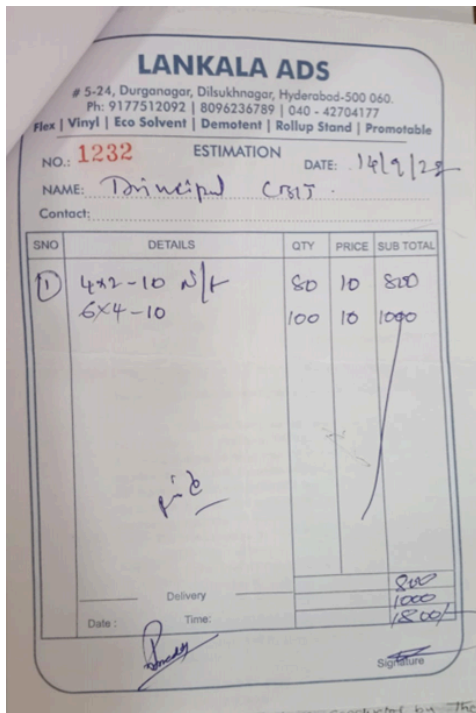 LANKALA ADS
# 5-24, Durganagar, Dilsukhnagar, Hyderabad-500 060.
Ph: 9177512092 | 8096236789 | 040 - 42704177
Flex | Vinyl | Eco Solvent | Demotent | Rollup Stand | Promotable
NO.: 1232 ESTIMATION DATE: 14/9/22
NAME: Principal CBIT.
Contact:
SNO DETAILS QTY PRICE SUB TOTAL
1 4x2-10 80 10 800
6x4-10 100 10 1000
800
Delivery 1000
Date: Time: 1800/
Signature